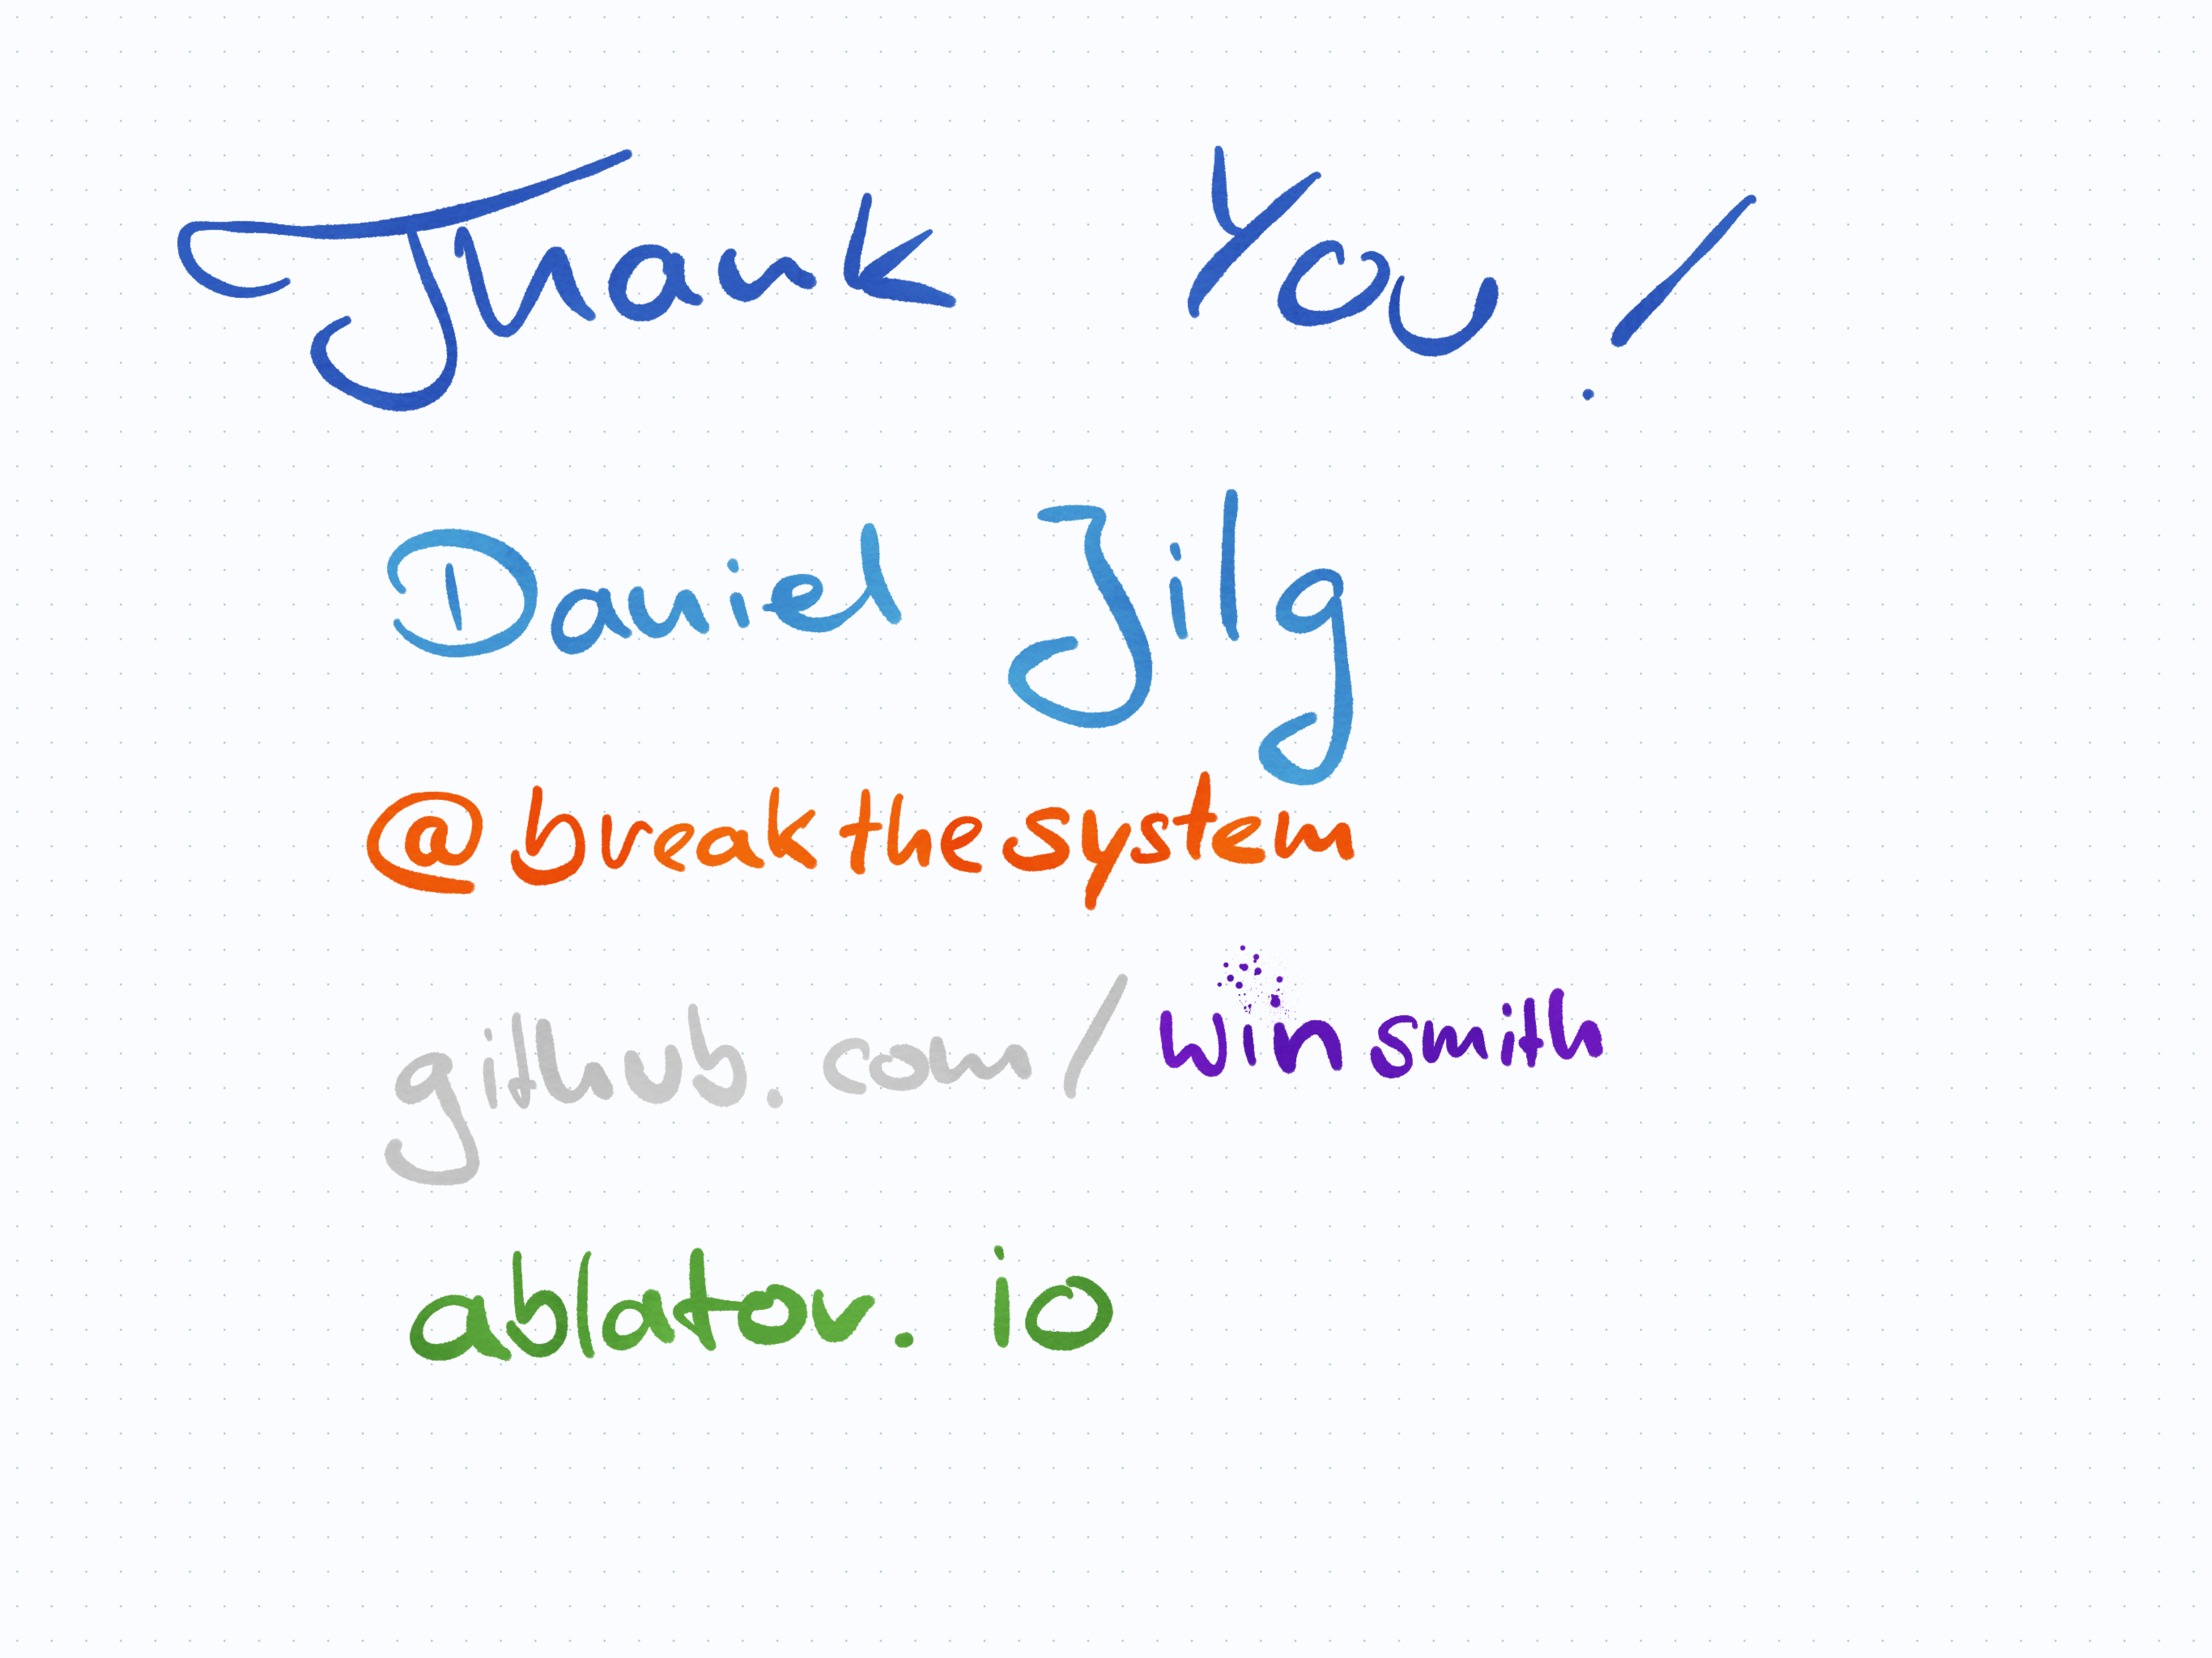 Thank You!
Daniel Jilg
@breakthesystem
github.com/winsmith
ablator.io